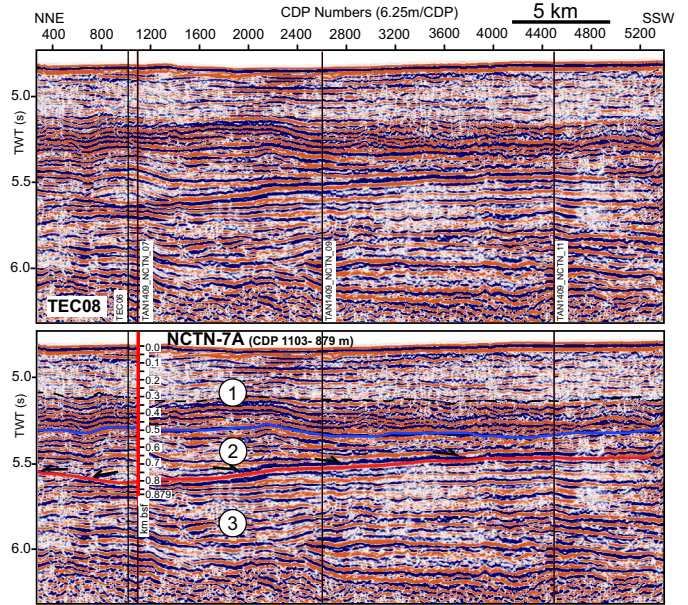 NNE
CDP Numbers (6.25m/CDP)
5 km
SSW
400 800 1200 1600 2000 2400 2800 3200 3600 4000 4400 4800 5200
TWT (s)
5.0
5.5
6.0
TEC08
TEC06
TAN1409_NCTN_07
TAN1409_NCTN_09
TAN1409_NCTN_11
NCTN-7A (CDP 1103- 879 m)
TWT (s)
5.0
5.5
6.0
0.0
0.1
0.2
0.3
0.4
0.5
0.6
0.7
0.8
0.879
km bsf
1
2
3